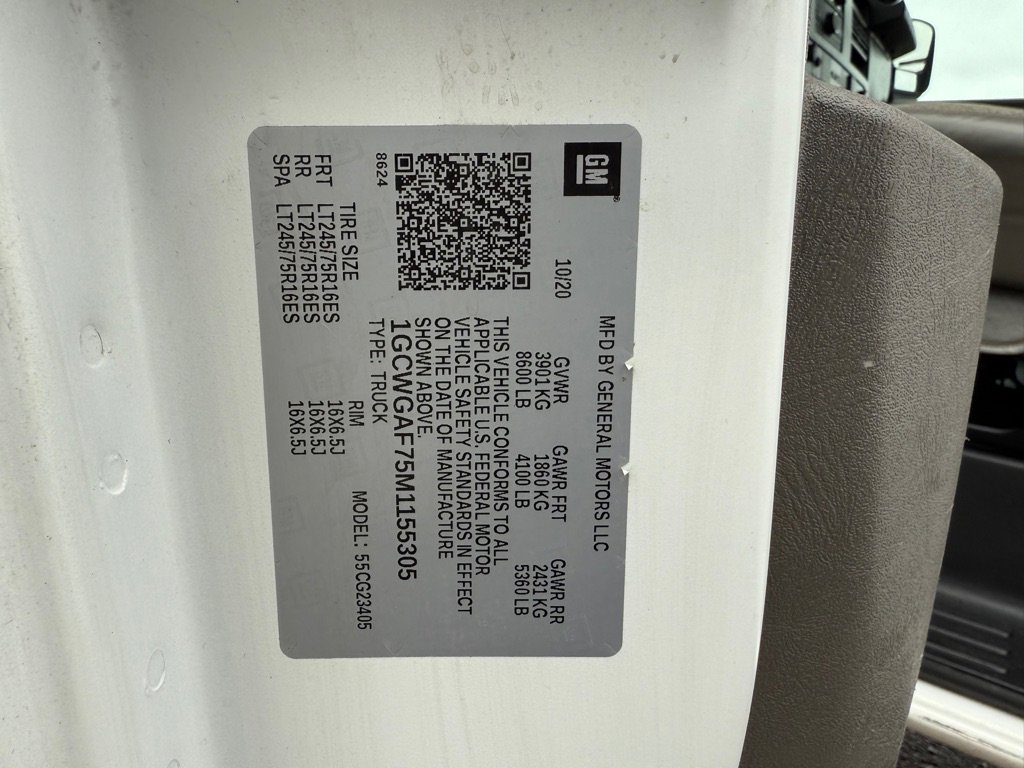 GM
MFD BY GENERAL MOTORS LLC
10/20
GVWR GAWR FRT GAWR RR
3901 KG 1860 KG 2431 KG
8600 LB 4100 LB 5360 LB
THIS VEHICLE CONFORMS TO ALL
APPLICABLE U.S. FEDERAL MOTOR
VEHICLE SAFETY STANDARDS IN EFFECT
ON THE DATE OF MANUFACTURE
SHOWN ABOVE.
1GCWGAF75M1155305
8624
TYPE: TRUCK
MODEL: 55CG23405
TIRE SIZE RIM
FRT LT245/75R16ES 16X6.5J
RR LT245/75R16ES 16X6.5J
SPA LT245/75R16ES 16X6.5J